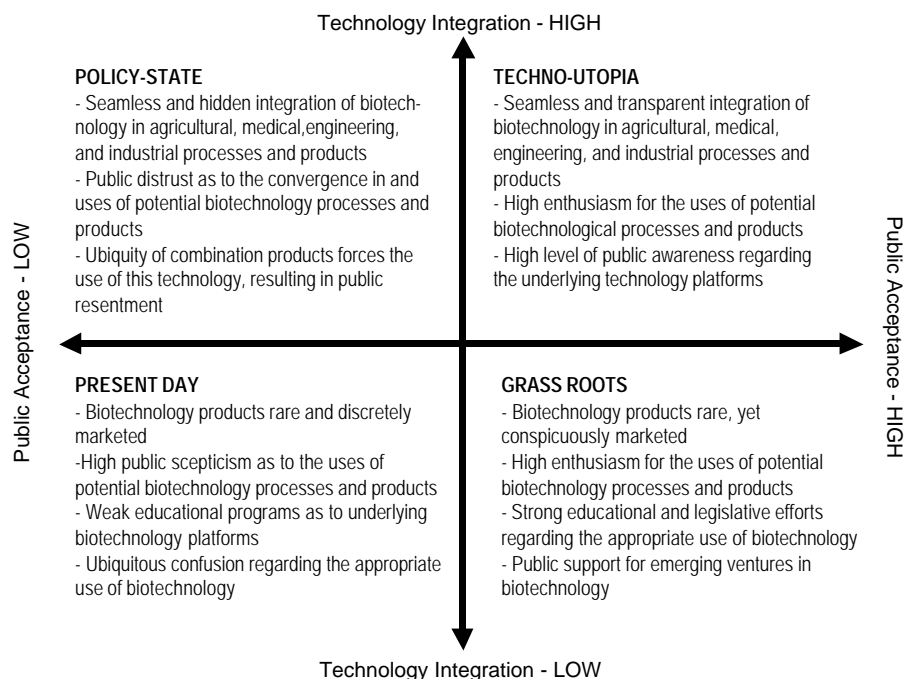 Technology Integration - HIGH
POLICY-STATE
- Seamless and hidden integration of biotech-
nology in agricultural, medical,engineering,
and industrial processes and products
- Public distrust as to the convergence in and
uses of potential biotechnology processes and
products
- Ubiquity of combination products forces the
use of this technology, resulting in public
resentment
TECHNO-UTOPIA
- Seamless and transparent integration of
biotechnology in agricultural, medical,
engineering, and industrial processes and
products
- High enthusiasm for the uses of potential
biotechnological processes and products
- High level of public awareness regarding
the underlying technology platforms
Public Acceptance - LOW
Public Acceptance - HIGH
PRESENT DAY
- Biotechnology products rare and discretely
marketed
-High public scepticism as to the uses of
potential biotechnology processes and products
- Weak educational programs as to underlying
biotechnology platforms
- Ubiquitous confusion regarding the appropriate
use of biotechnology
GRASS ROOTS
- Biotechnology products rare, yet
conspicuously marketed
- High enthusiasm for the uses of potential
biotechnology processes and products
- Strong educational and legislative efforts
regarding the appropriate use of biotechnology
- Public support for emerging ventures in
biotechnology
Technology Integration - LOW